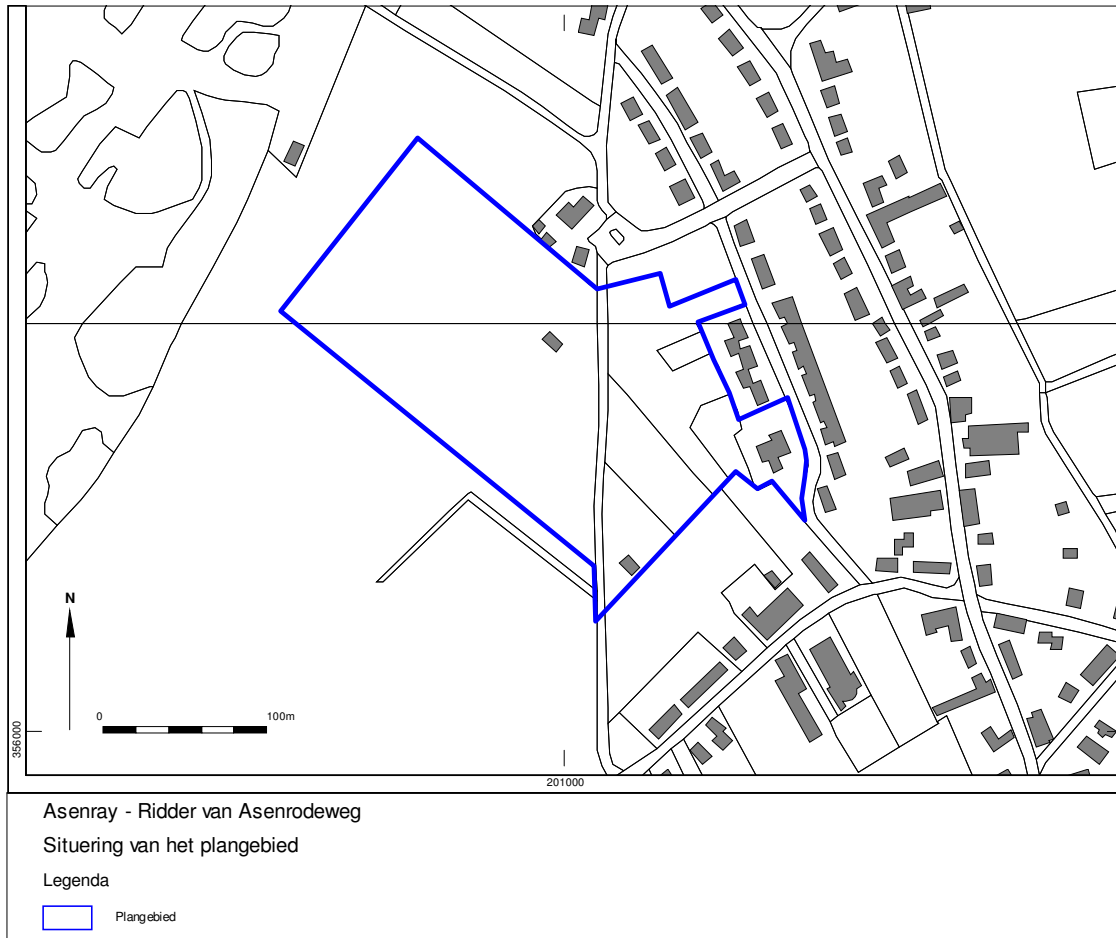 N
0 100m
356000
201000
Asenray - Ridder van Asenrodeweg
Situering van het plangebied
Legenda
Plangebied